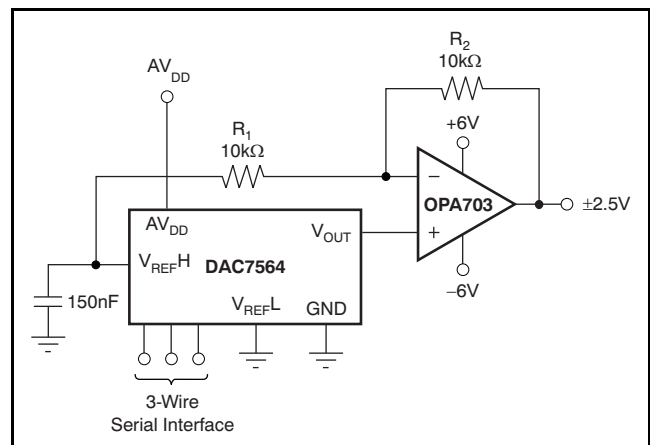 R2
10kΩ
AVDD
+6V
R1
10kΩ
−
OPA703
±2.5V
+
AVDD
VOUT
VREFH
DAC7564
−6V
150nF
VREFL
GND
3-Wire
Serial Interface